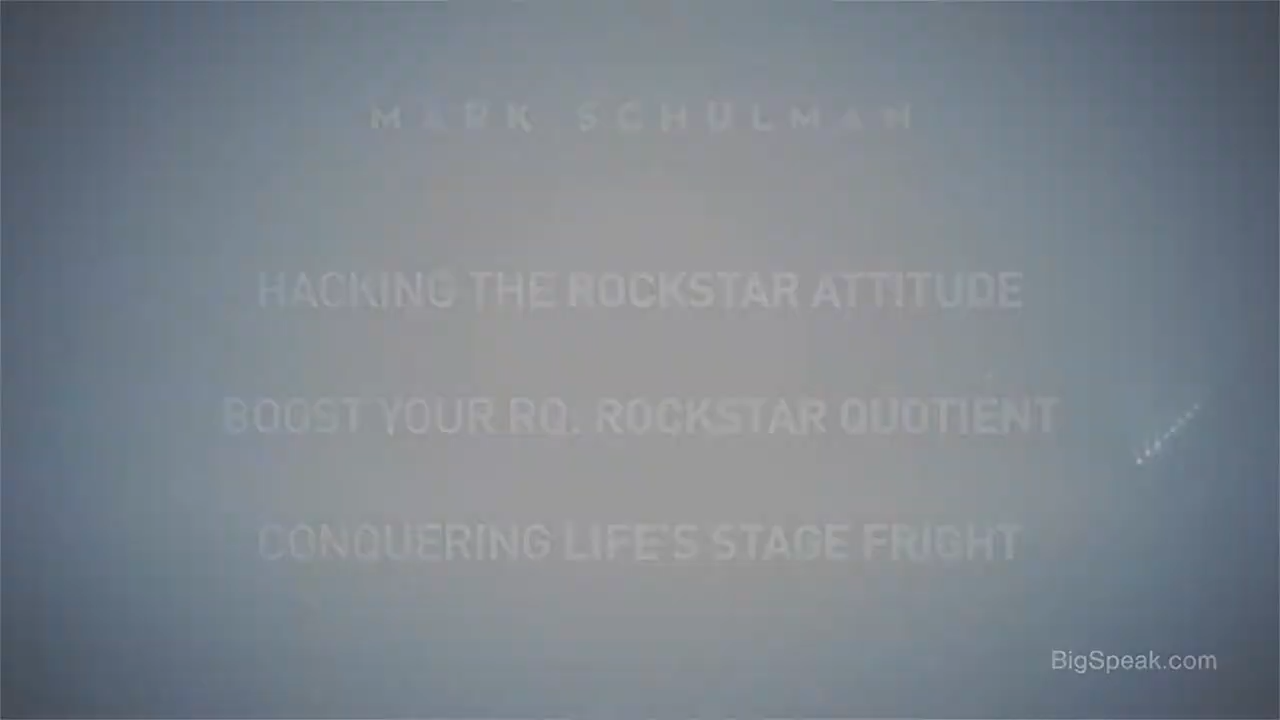 MARK SCHULMAN
HACKING THE ROCKSTAR ATTITUDE
BOOST YOUR RQ. ROCKSTAR QUOTIENT
CONQUERING LIFE'S STAGE FRIGHT
BigSpeak.com